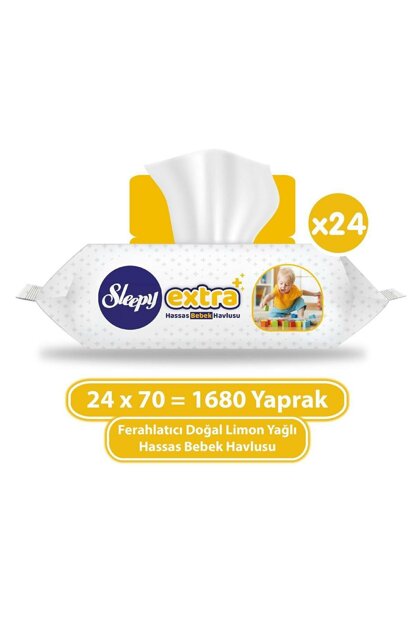 x24
Sleepy
extra
Hassas Bebek Havlusu
24 x 70 = 1680 Yaprak
Ferahlatıcı Doğal Limon Yağlı
Hassas Bebek Havlusu